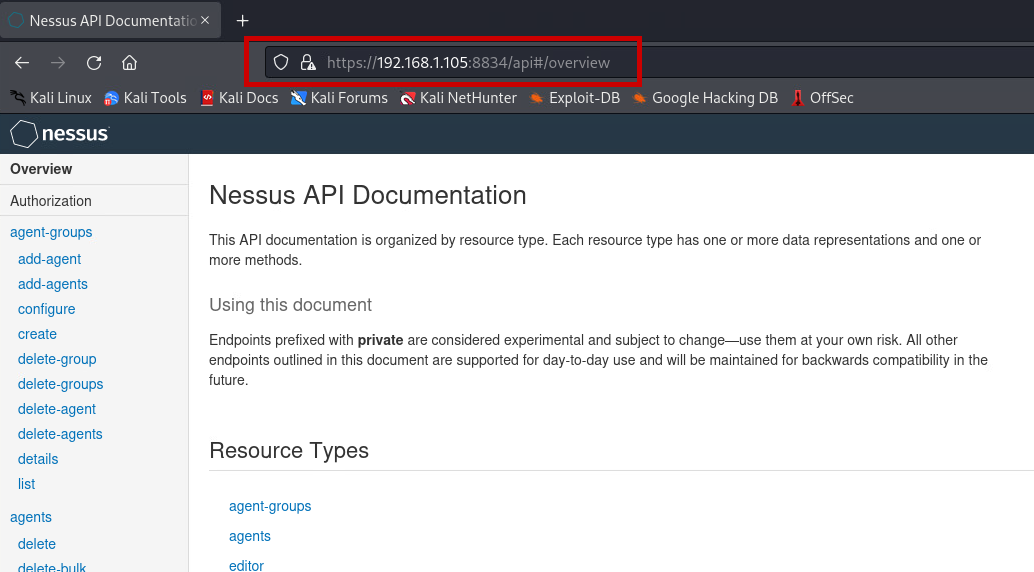 Nessus API Documentatio
https://192.168.1.105:8834/api#/overview
Kali Linux Kali Tools Kali Docs Kali Forums Kali NetHunter Exploit-DB Google Hacking DB OffSec
nessus
Overview
Authorization
agent-groups
add-agent
add-agents
configure
create
delete-group
delete-groups
delete-agent
delete-agents
details
list
agents
delete
delete-bulk
Nessus API Documentation
This API documentation is organized by resource type. Each resource type has one or more data representations and one or
more methods.
Using this document
Endpoints prefixed with private are considered experimental and subject to change—use them at your own risk. All other
endpoints outlined in this document are supported for day-to-day use and will be maintained for backwards compatibility in the
future.
Resource Types
agent-groups
agents
editor